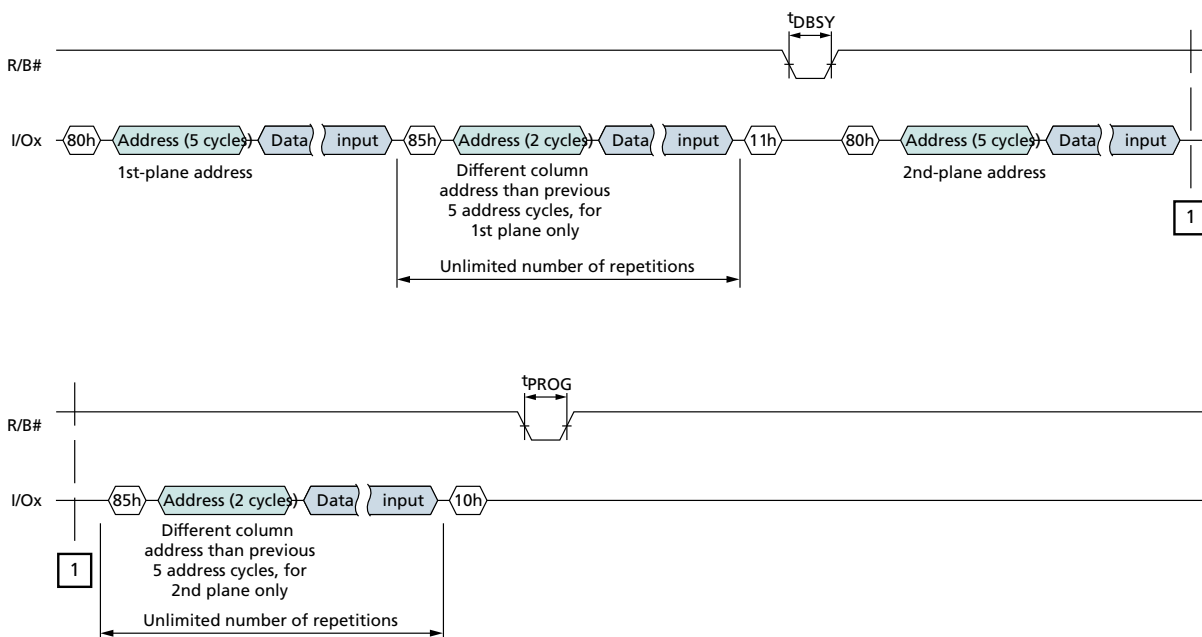 tDBSY
R/B#
I/Ox 80h Address (5 cycles) Data input 85h Address (2 cycles) Data input 11h 80h Address (5 cycles) Data input
1st-plane address
Different column
address than previous
5 address cycles, for
1st plane only
2nd-plane address
1
Unlimited number of repetitions
tPROG
R/B#
I/Ox 85h Address (2 cycles) Data input 10h
Different column
address than previous
5 address cycles, for
2nd plane only
1
Unlimited number of repetitions